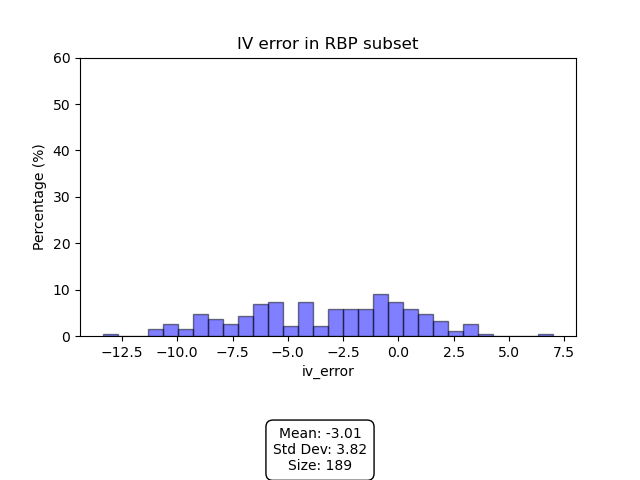 IV error in RBP subset
60
50
40
30
20
10
0
Percentage (%)
−12.5 −10.0 −7.5 −5.0 −2.5 0.0 2.5 5.0 7.5
iv_error
Mean: -3.01
Std Dev: 3.82
Size: 189